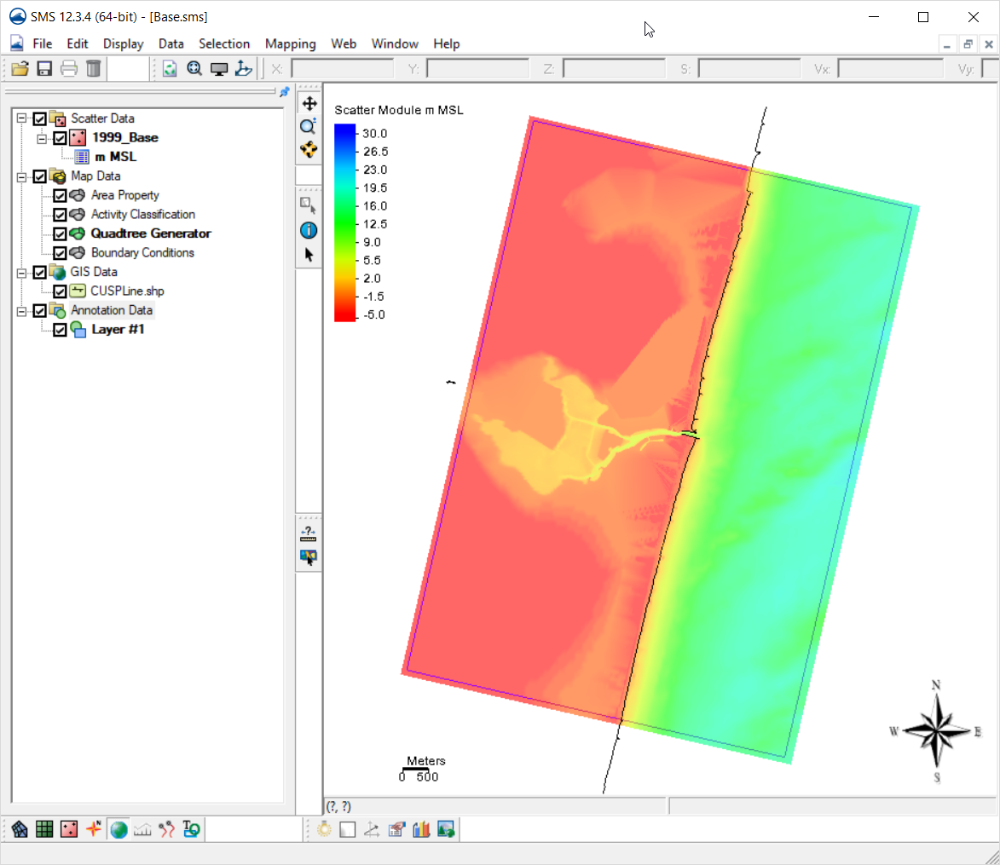 SMS 12.3.4 (64-bit) - [Base.sms]
File Edit Display Data Selection Mapping Web Window Help
X: Y: Z: S: Vx: Vy:
Scatter Data
1999_Base
m MSL
Map Data
Area Property
Activity Classification
Quadtree Generator
Boundary Conditions
GIS Data
CUSPLine.shp
Annotation Data
Layer #1
Scatter Module m MSL
30.0
26.5
23.0
19.5
16.0
12.5
9.0
5.5
2.0
-1.5
-5.0
N
W E
S
Meters
0 500
(?, ?)